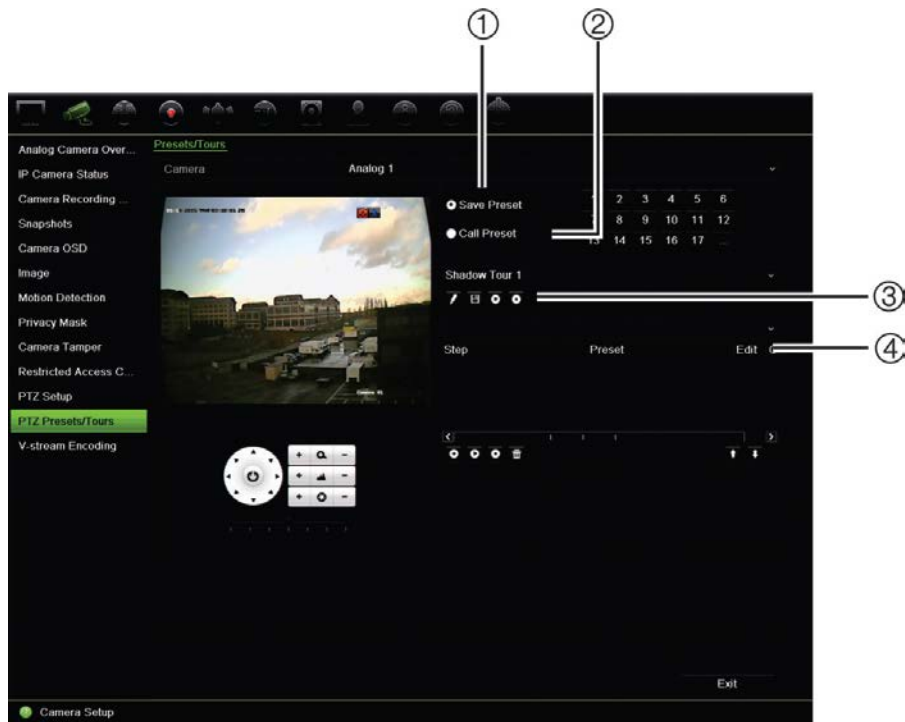 ① ②
Analog Camera Over...
IP Camera Status
Camera Recording ...
Snapshots
Camera OSD
Image
Motion Detection
Privacy Mask
Camera Tamper
Restricted Access C...
PTZ Setup
PTZ Presets/Tours
V-stream Encoding
Presets/Tours
Camera Analog 1
Save Preset
Call Preset
2 3 4 5 6
8 9 10 11 12
13 14 15 16 17 ...
Shadow Tour 1
③
Step Preset Edit
④
Exit
Camera Setup